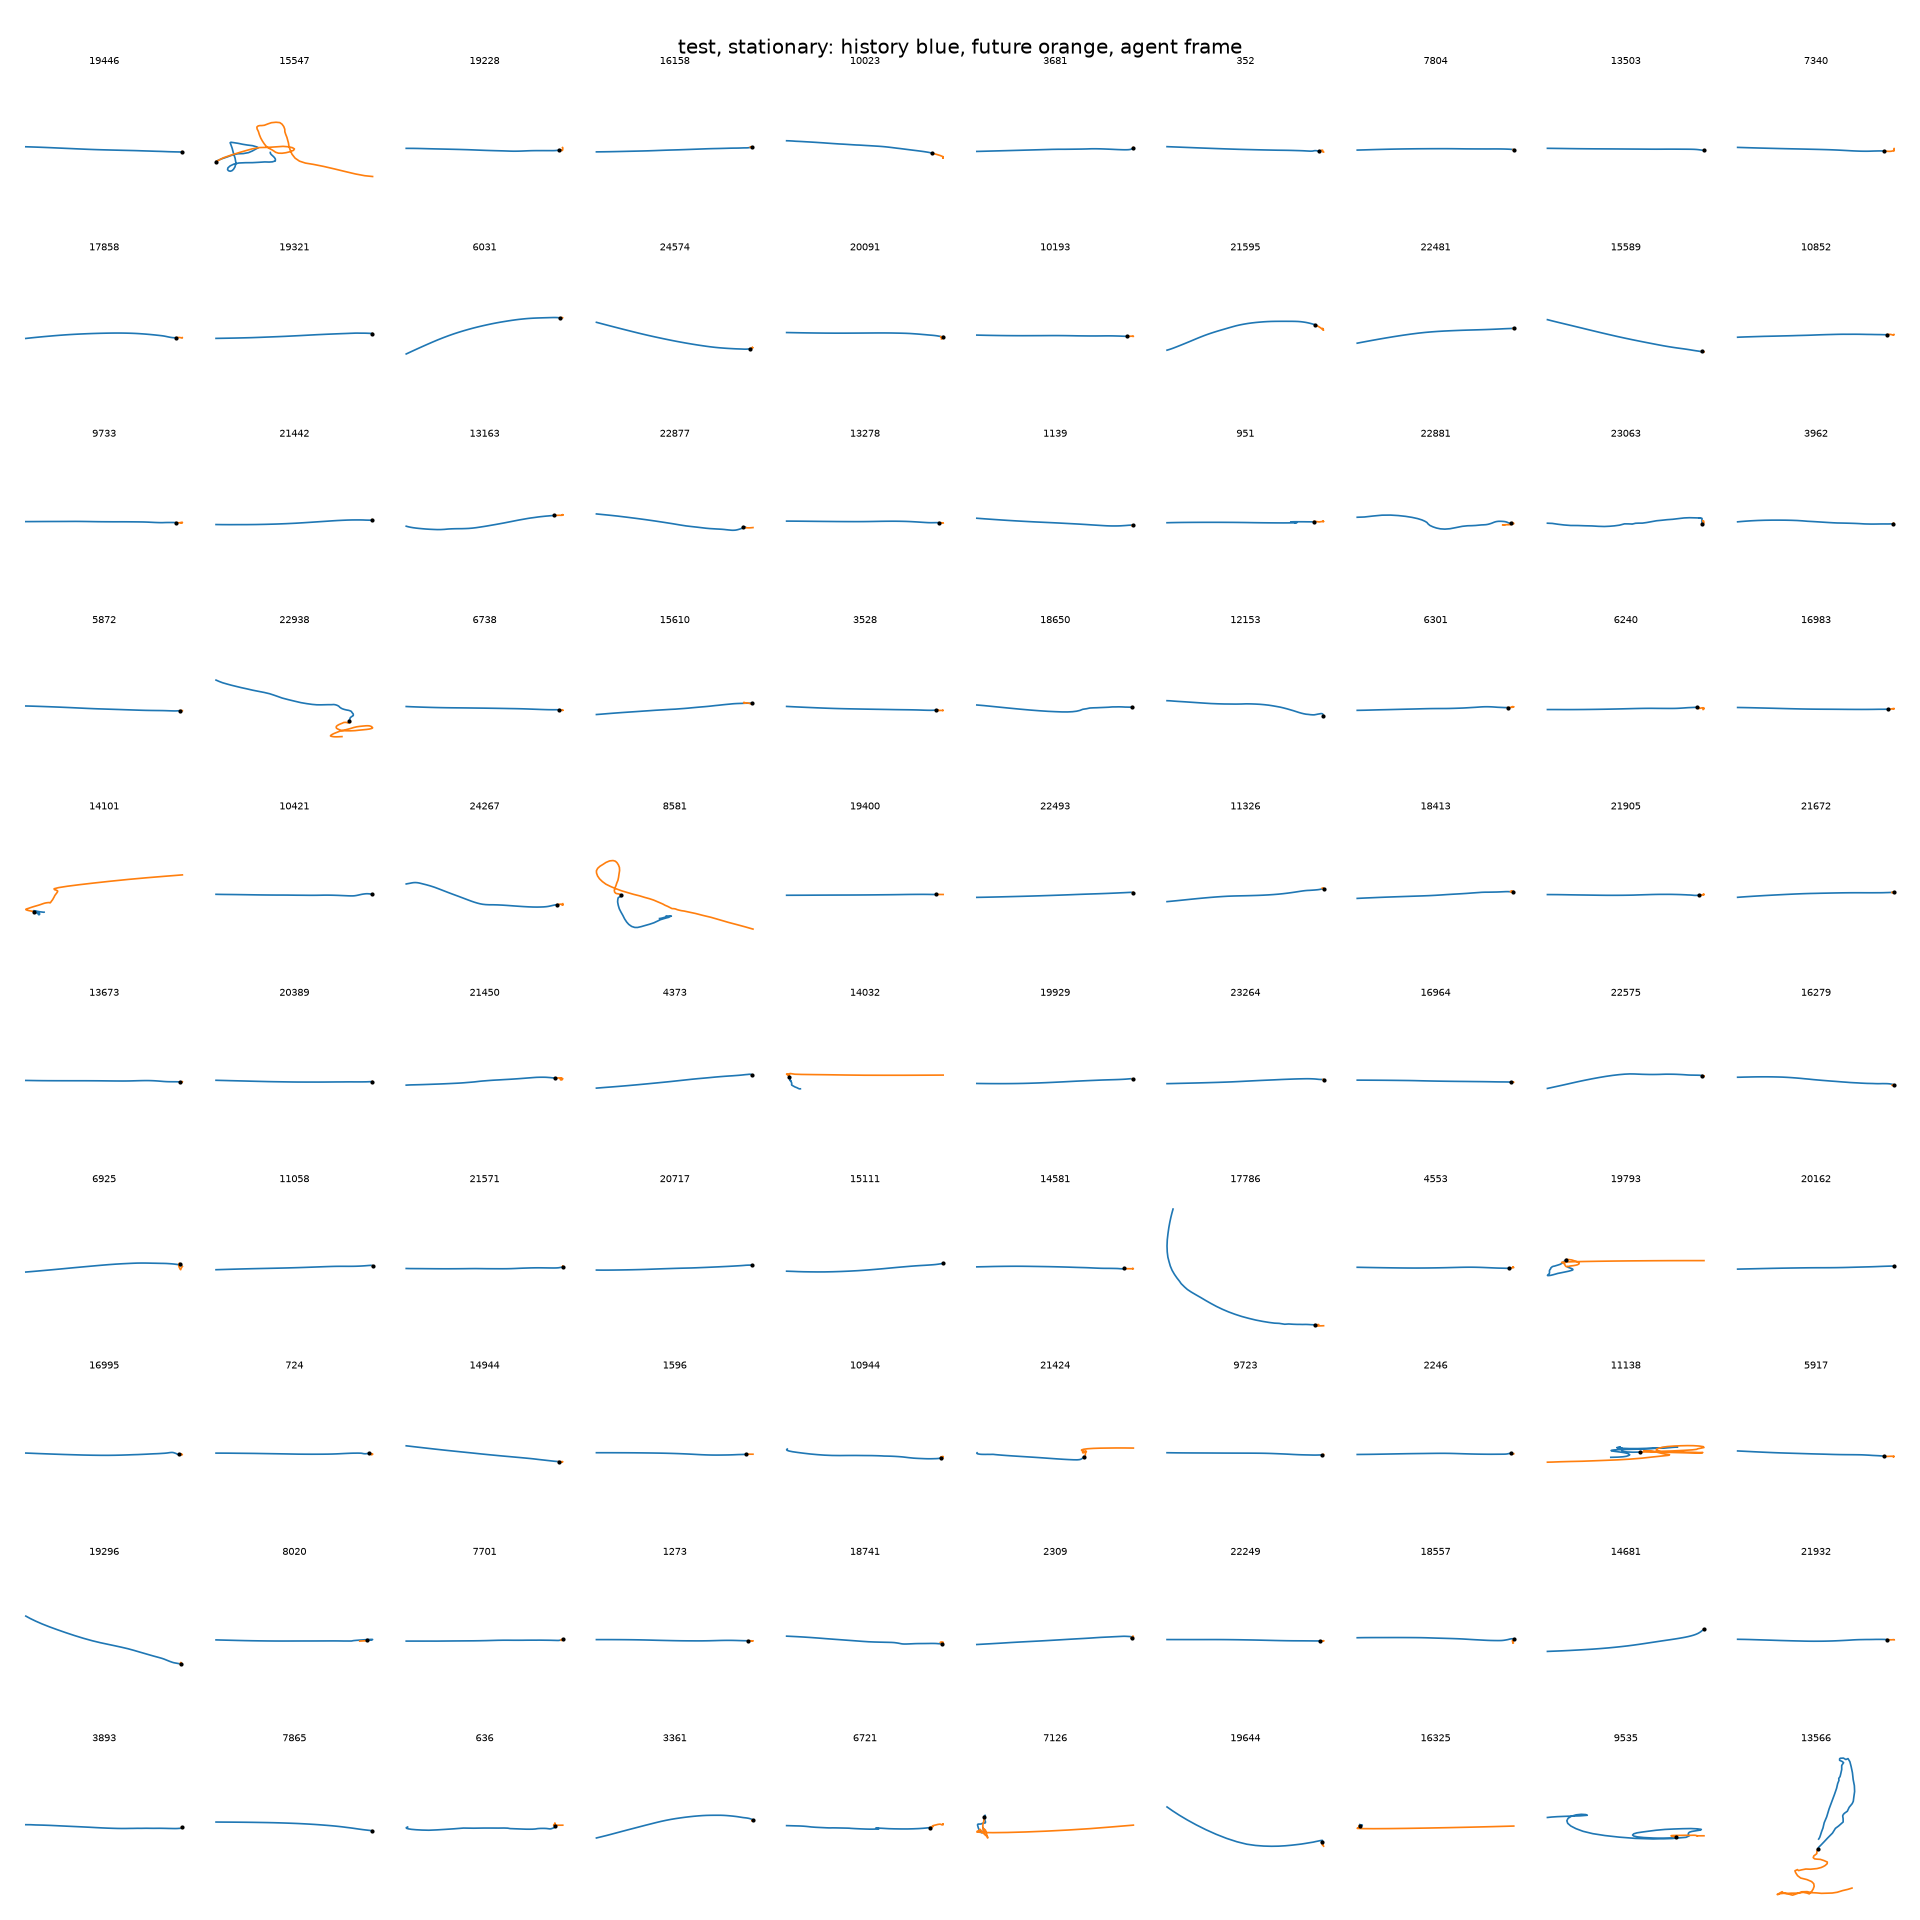 test, stationary: history blue, future orange, agent frame
19446 15547 19228 16158 10023 3681 352 7804 13503 7340
17858 19321 6031 24574 20091 10193 21595 22481 15589 10852
9733 21442 13163 22877 13278 1139 951 22881 23063 3962
5872 22938 6738 15610 3528 18650 12153 6301 6240 16983
14101 10421 24267 8581 19400 22493 11326 18413 21905 21672
13673 20389 21450 4373 14032 19929 23264 16964 22575 16279
6925 11058 21571 20717 15111 14581 17786 4553 19793 20162
16995 724 14944 1596 10944 21424 9723 2246 11138 5917
19296 8020 7701 1273 18741 2309 22249 18557 14681 21932
3893 7865 636 3361 6721 7126 19644 16325 9535 13566